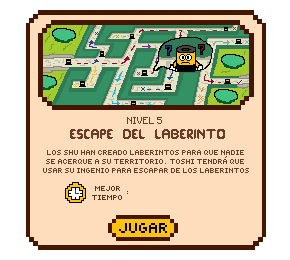 NIVEL 5
ESCAPE DEL LABERINTO
LOS SHU HAN CREADO LABERINTOS PARA QUE NADIE
SE ACERQUE A SU TERRITORIO. TOSHI TENDRÁ QUE
USAR SU INGENIO PARA ESCAPAR DE LOS LABERINTOS
MEJOR :
TIEMPO
JUGAR